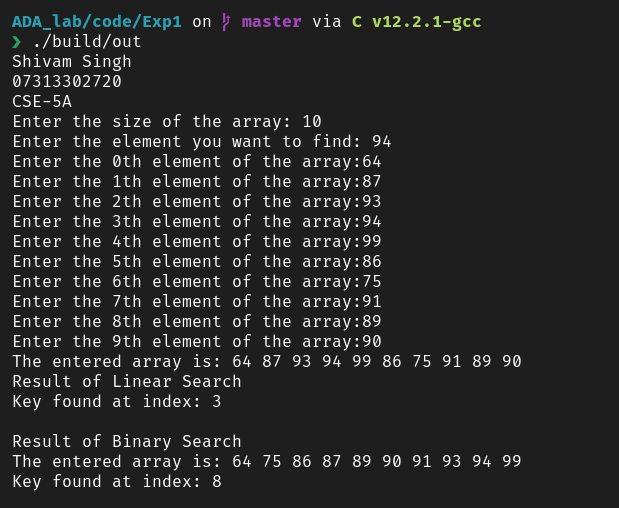 ADA_lab/code/Exp1 on master via C v12.2.1-gcc
❯ ./build/out
Shivam Singh
07313302720
CSE-5A
Enter the size of the array: 10
Enter the element you want to find: 94
Enter the 0th element of the array:64
Enter the 1th element of the array:87
Enter the 2th element of the array:93
Enter the 3th element of the array:94
Enter the 4th element of the array:99
Enter the 5th element of the array:86
Enter the 6th element of the array:75
Enter the 7th element of the array:91
Enter the 8th element of the array:89
Enter the 9th element of the array:90
The entered array is: 64 87 93 94 99 86 75 91 89 90
Result of Linear Search
Key found at index: 3

Result of Binary Search
The entered array is: 64 75 86 87 89 90 91 93 94 99
Key found at index: 8